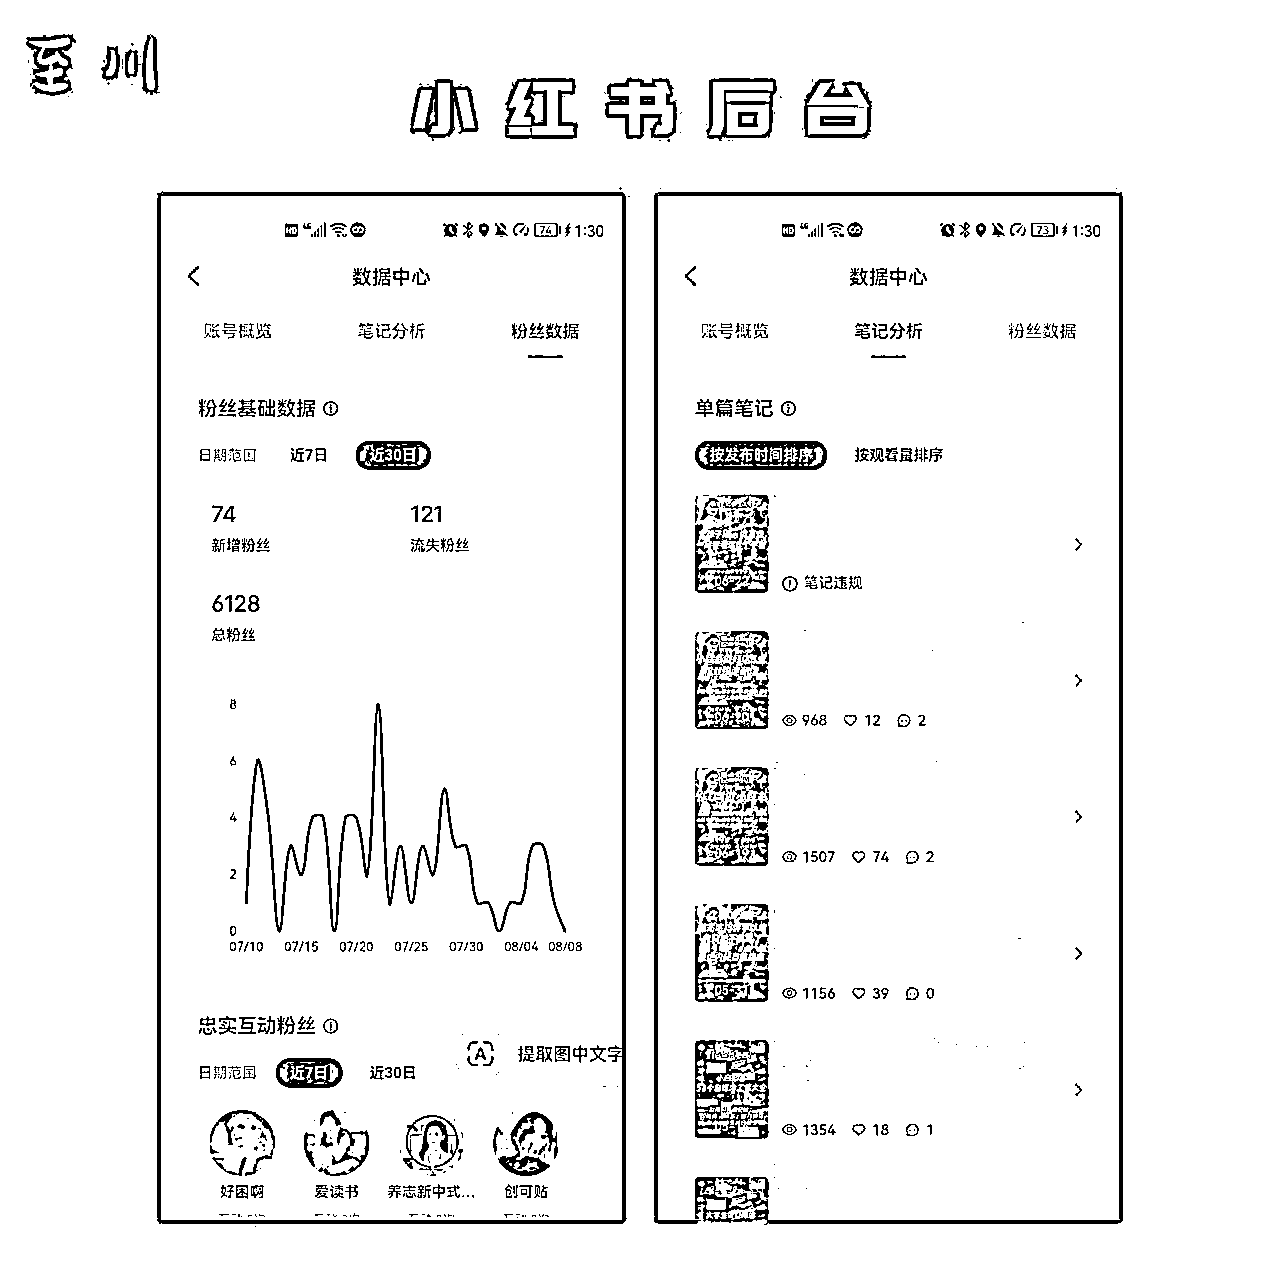 至川
小红书后台
HD 4G 74 1:30
数据中心
账号概览 笔记分析 粉丝数据
粉丝基础数据
日期范围 近7日 近30日
74 121
新增粉丝 流失粉丝
6128
总粉丝
8
6
4
2
0
07/10 07/15 07/20 07/25 07/30 08/04 08/08
忠实互动粉丝
A 提取图中文字
日期范围 近7日 近30日
好困啊 爱读书 养志新中式... 创可贴
HD 4G 73 1:30
数据中心
账号概览 笔记分析 粉丝数据
单篇笔记
按发布时间排序 按观看量排序
笔记违规
968 12 2
1507 74 2
1156 39 0
1354 18 1